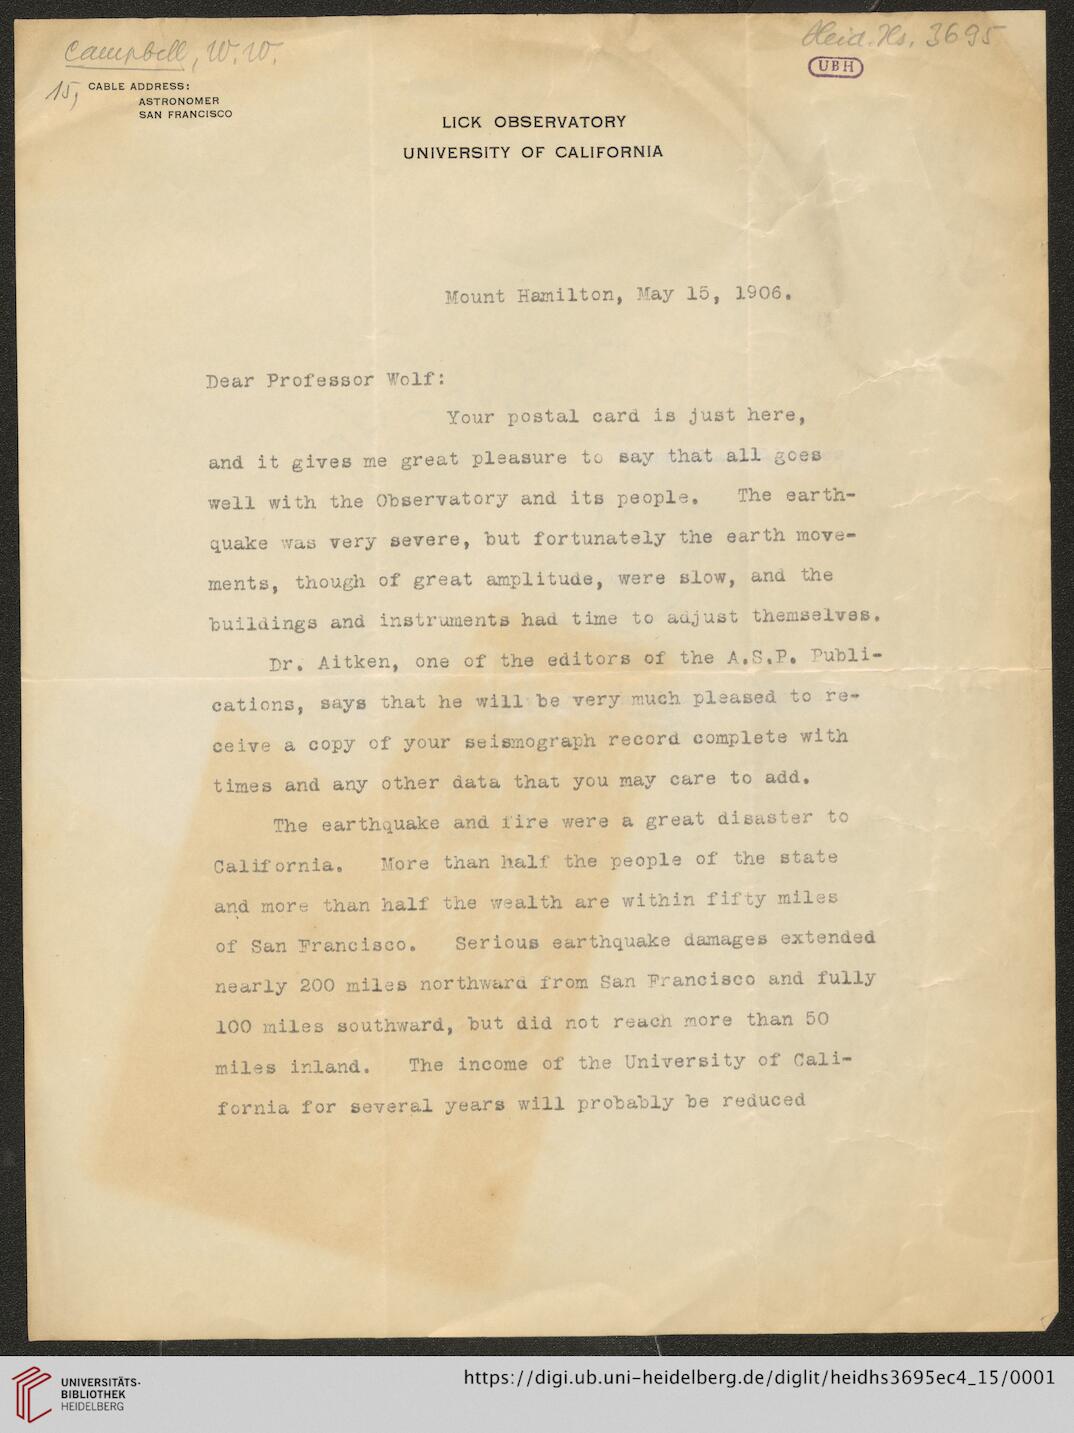 Campbell, W. W.
Heid. Hs. 3695
UBH
15,
CABLE ADDRESS:
ASTRONOMER
SAN FRANCISCO
LICK OBSERVATORY
UNIVERSITY OF CALIFORNIA
Mount Hamilton, May 15, 1906.
Dear Professor Wolf:
Your postal card is just here,
and it gives me great pleasure to say that all goes
well with the Observatory and its people. The earth-
quake was very severe, but fortunately the earth move-
ments, though of great amplitude, were slow, and the
buildings and instruments had time to adjust themselves.
Dr. Aitken, one of the editors of the A.S.P. Publi-
cations, says that he will be very much pleased to re-
ceive a copy of your seismograph record complete with
times and any other data that you may care to add.
The earthquake and fire were a great disaster to
California. More than half the people of the state
and more than half the wealth are within fifty miles
of San Francisco. Serious earthquake damages extended
nearly 200 miles northward from San Francisco and fully
100 miles southward, but did not reach more than 50
miles inland. The income of the University of Cali-
fornia for several years will probably be reduced
UNIVERSITÄTS-
BIBLIOTHEK
HEIDELBERG
https://digi.ub.uni-heidelberg.de/diglit/heidhs3695ec4_15/0001